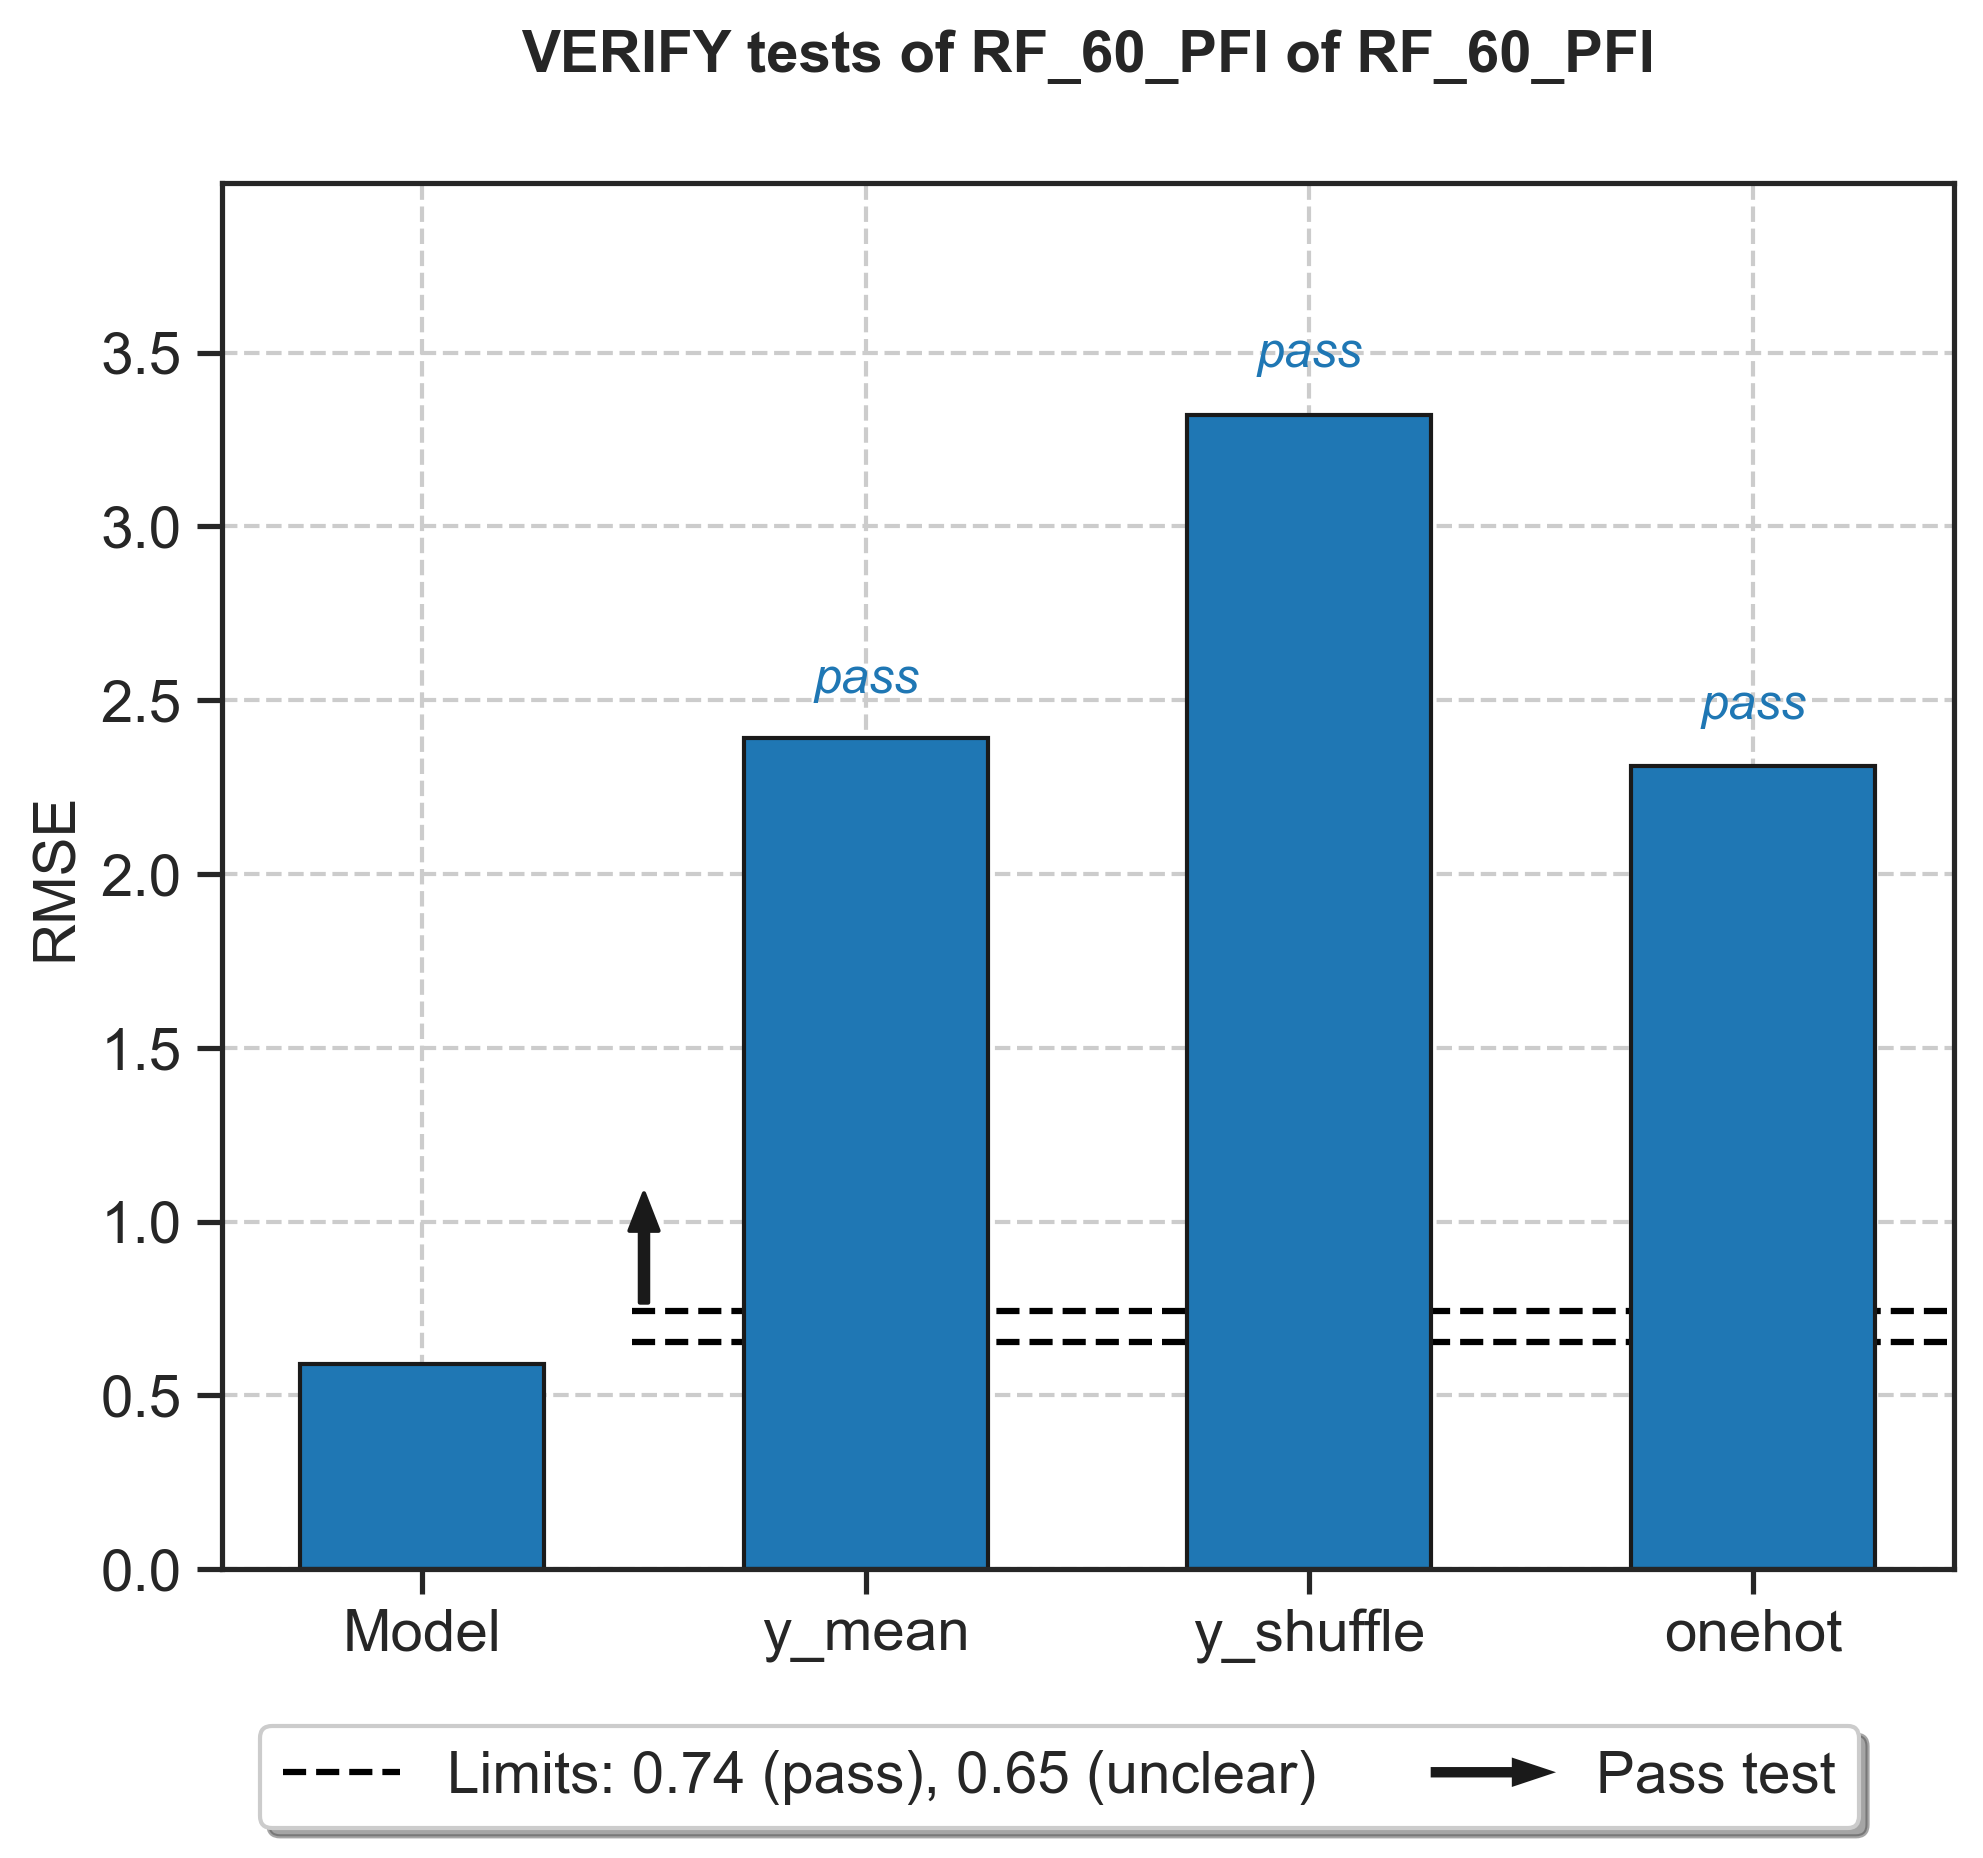 VERIFY tests of RF_60_PFI of RF_60_PFI
RMSE
3.5
3.0
2.5
2.0
1.5
1.0
0.5
0.0
pass
pass
pass
Model
y_mean
y_shuffle
onehot
Limits: 0.74 (pass), 0.65 (unclear)
Pass test